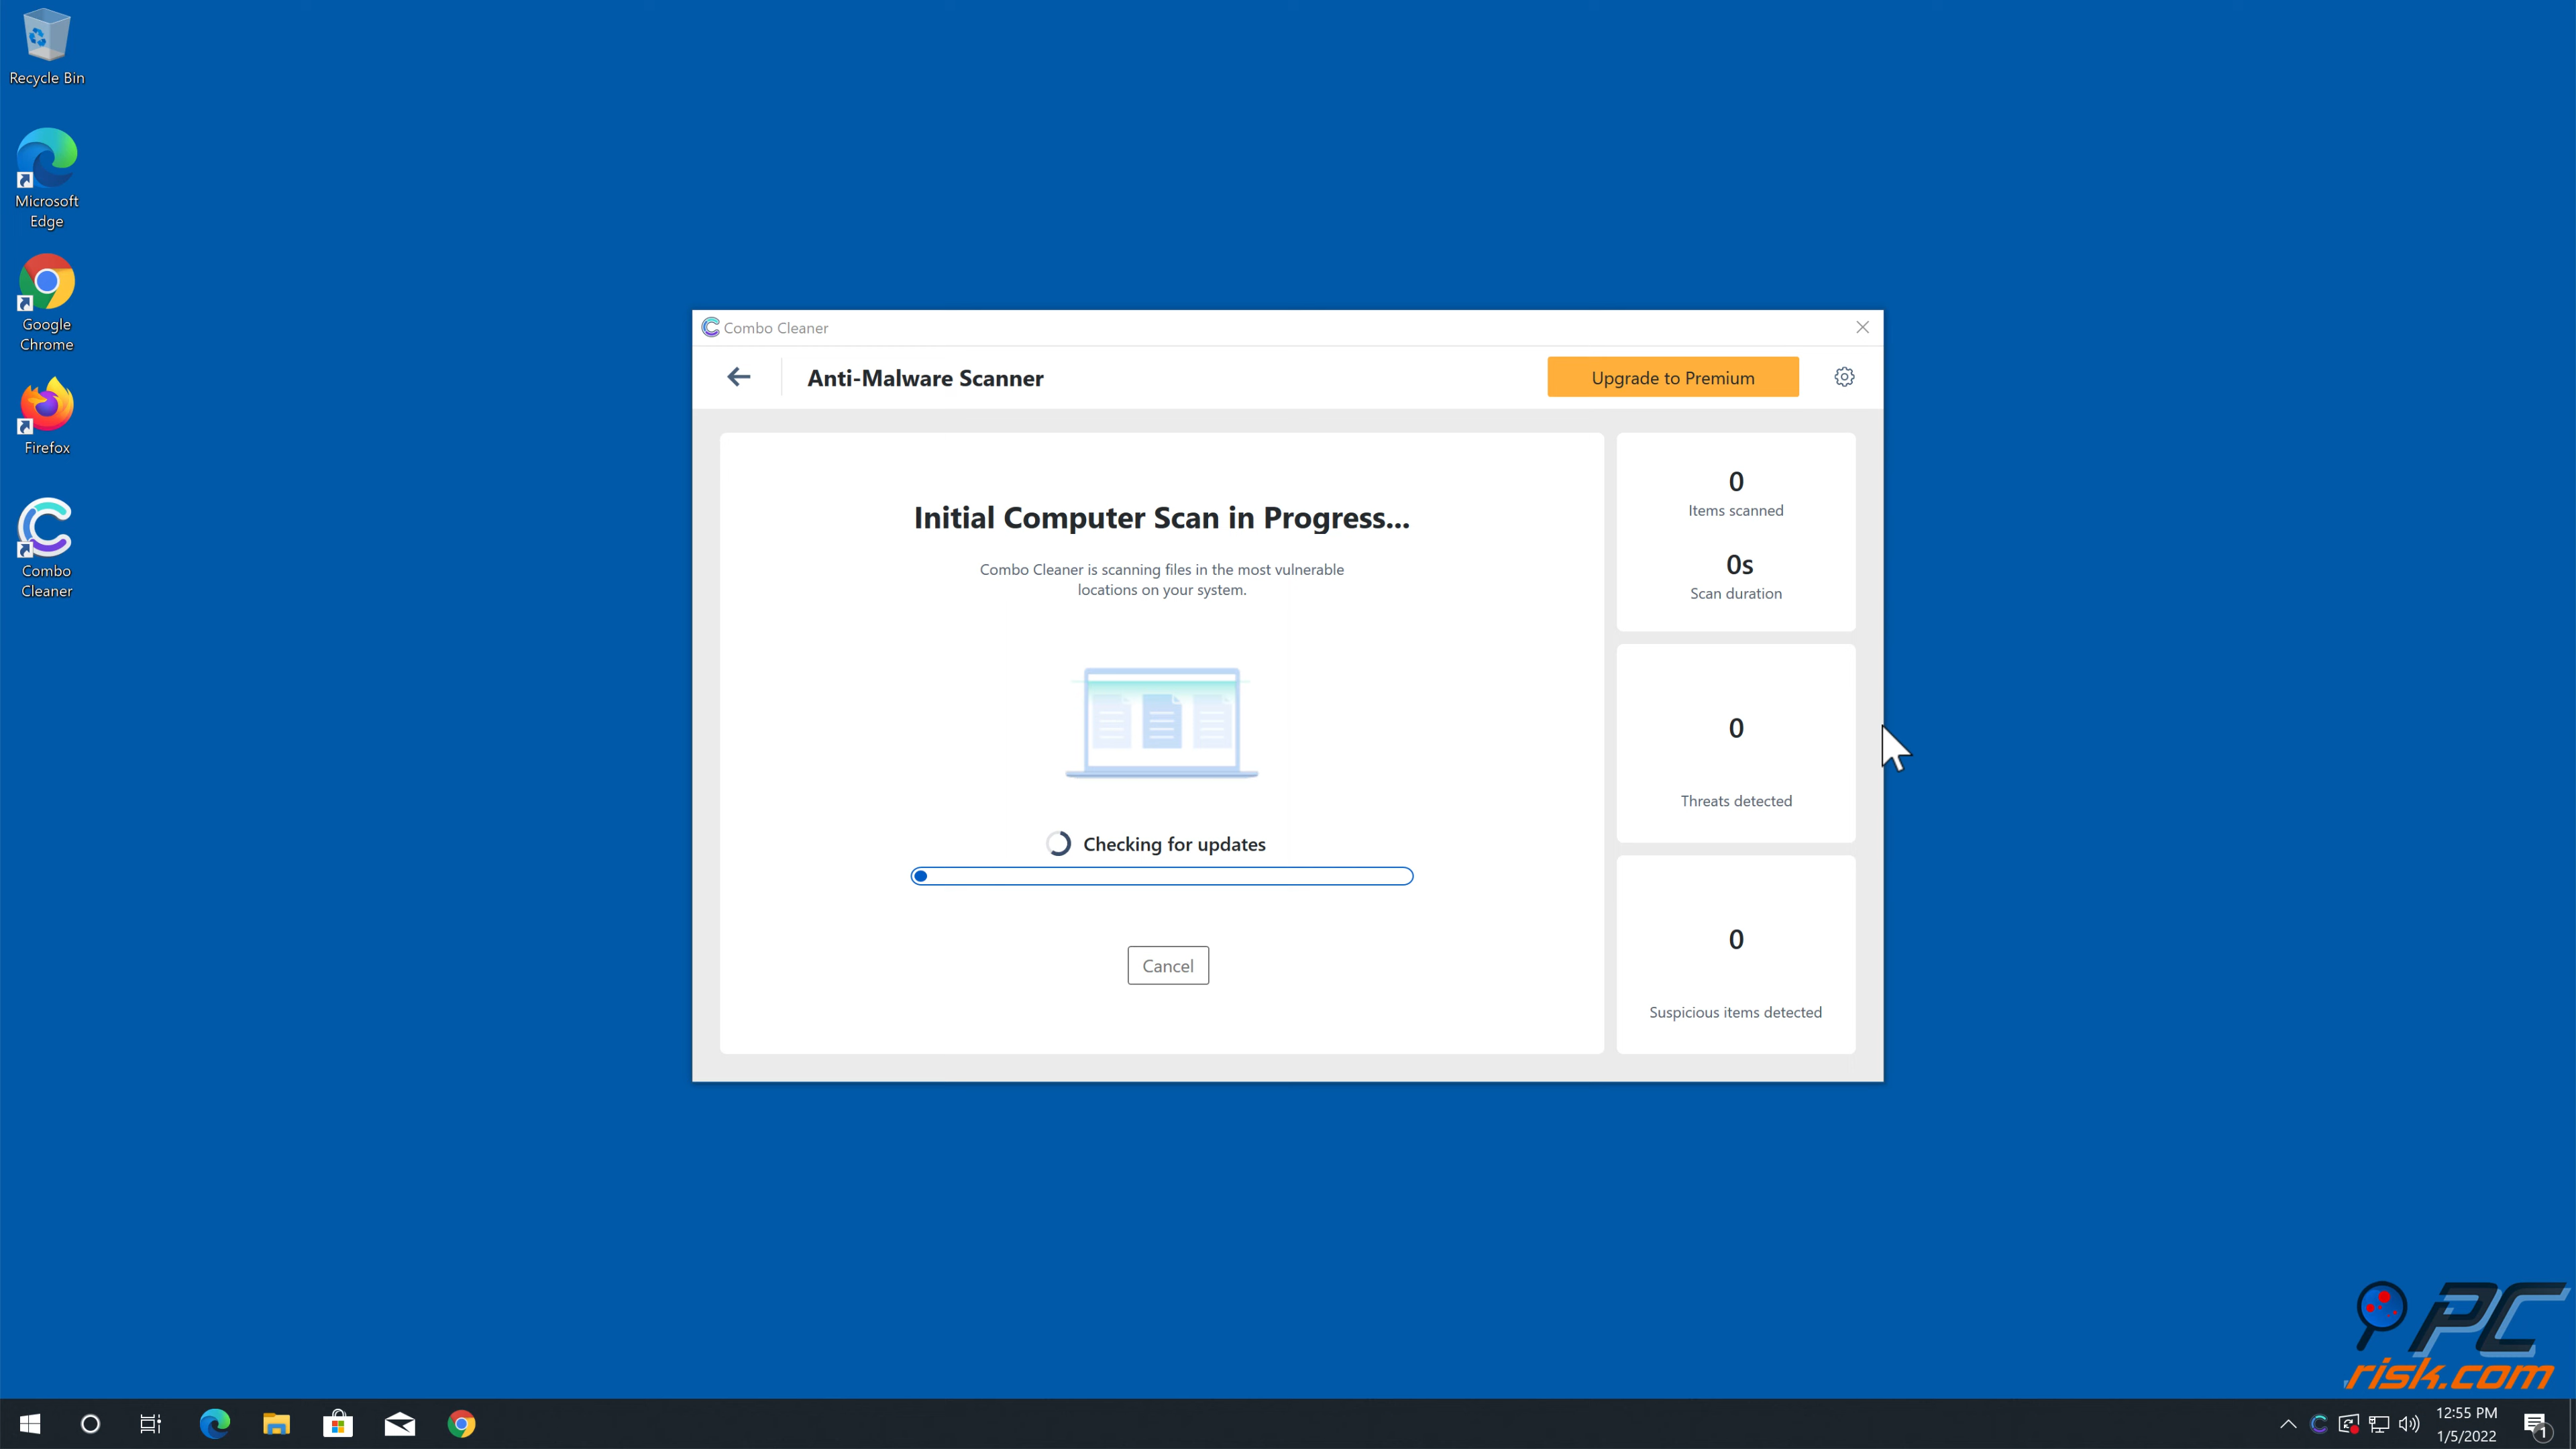 Recycle Bin
Microsoft
Edge
Google
Chrome
Firefox
Combo
Cleaner
Combo Cleaner
Anti-Malware Scanner
Upgrade to Premium
Initial Computer Scan in Progress...
Combo Cleaner is scanning files in the most vulnerable
locations on your system.
Checking for updates
Cancel
0
Items scanned
0s
Scan duration
0
Threats detected
0
Suspicious items detected
PC
risk.com
12:55 PM
1/5/2022
1